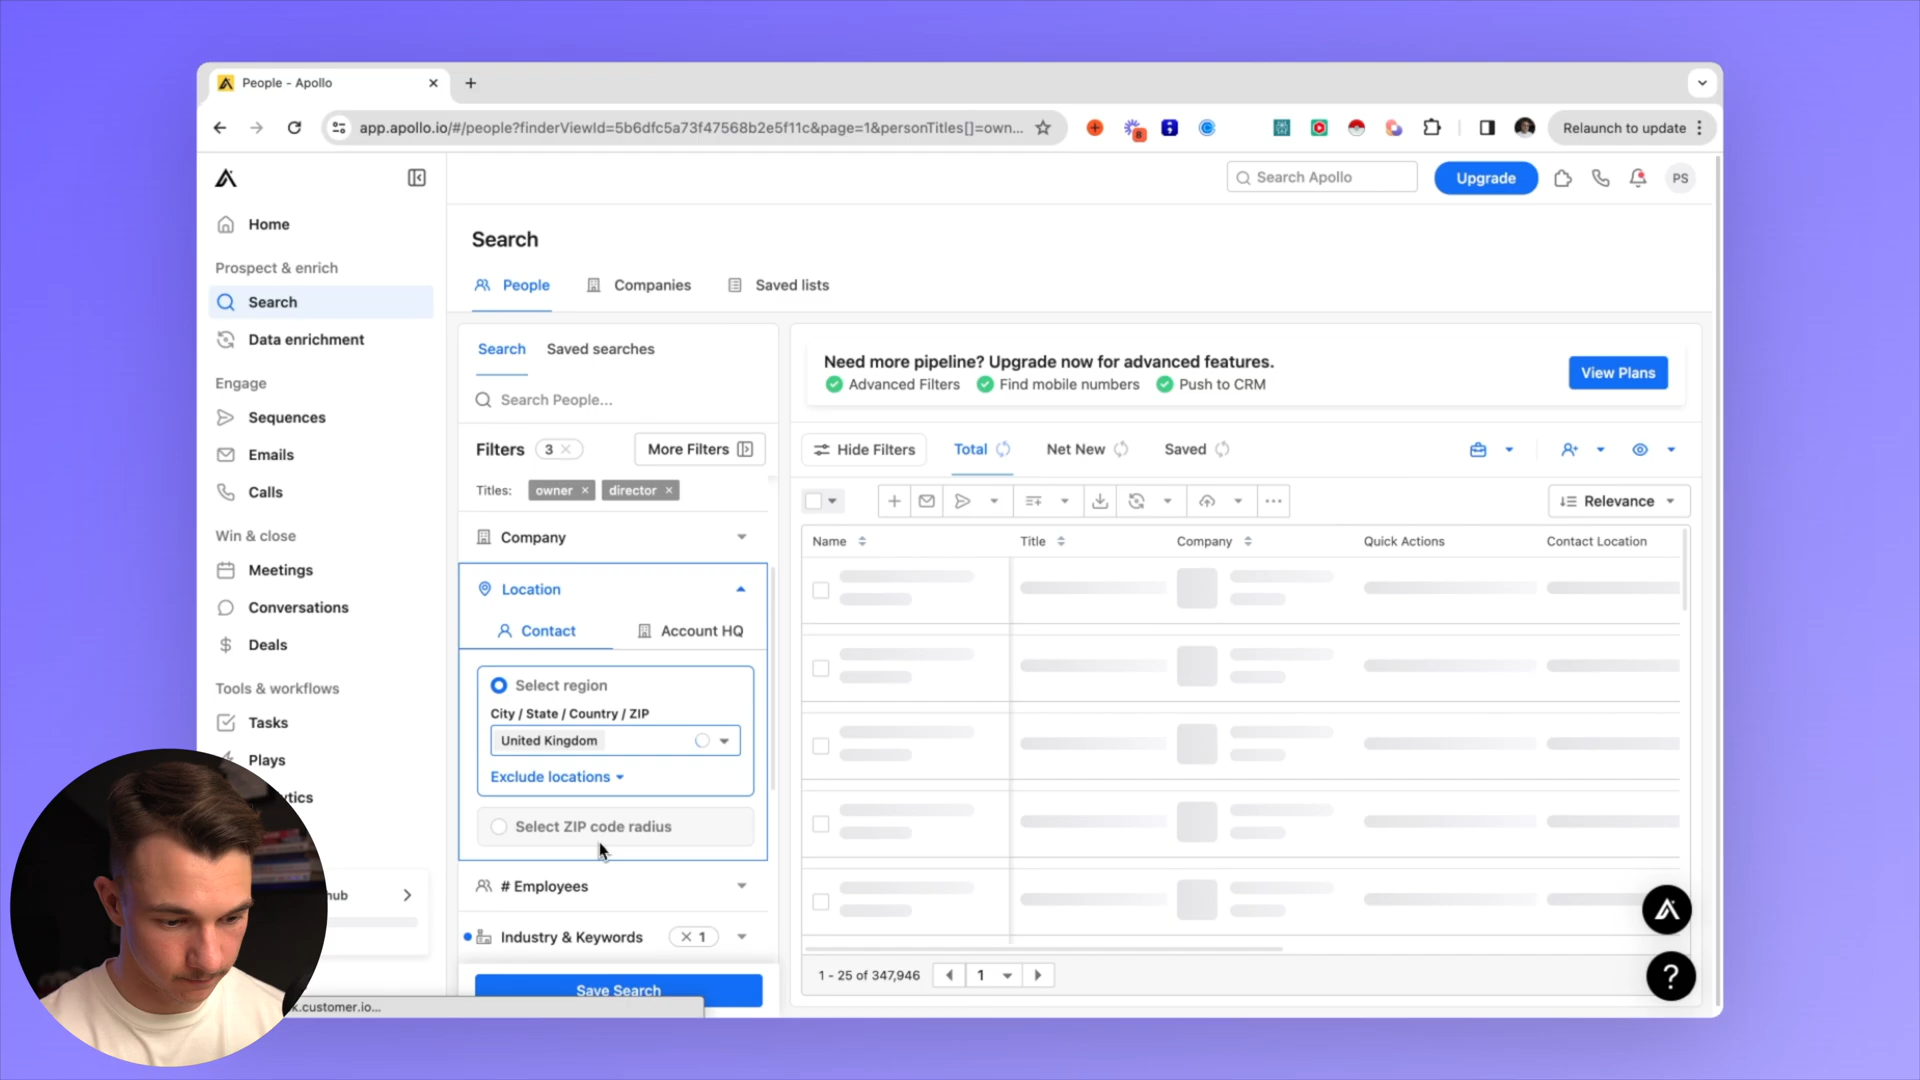 People - Apollo
app.apollo.io/#/people?finderViewId=5b6dfc5a73f47568b2e5f11c&page=1&personTitles[]=own...
8
Relaunch to update
Search Apollo
Upgrade
PS
Home
Prospect & enrich
Search
Data enrichment
Engage
Sequences
Emails
Calls
Win & close
Meetings
Conversations
Deals
Tools & workflows
Tasks
Plays
ytics
hub
k.customer.io...
Search
People
Companies
Saved lists
Search
Saved searches
Search People...
Filters
3
More Filters
Titles:
owner
director
Company
Location
Contact
Account HQ
Select region
City / State / Country / ZIP
United Kingdom
Exclude locations
Select ZIP code radius
# Employees
Industry & Keywords
1
Save Search
Need more pipeline? Upgrade now for advanced features.
Advanced Filters
Find mobile numbers
Push to CRM
View Plans
Hide Filters
Total
Net New
Saved
Relevance
Name
Title
Company
Quick Actions
Contact Location
1 - 25 of 347,946
1
?